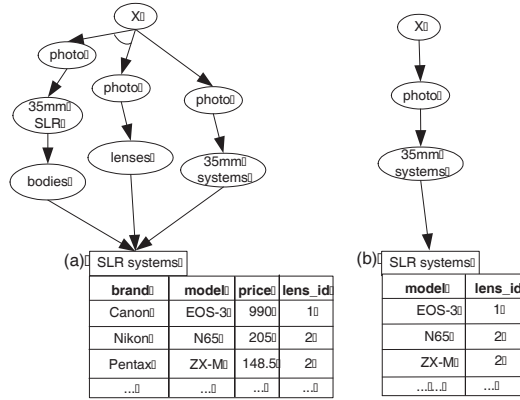 X
X
photo
photo
photo
photo
35mm
SLR
35mm
systems
lenses
35mm
systems
bodies
(a) SLR systems
brand model price lens_id
Canon EOS-3 990 1
Nikon N65 205 2
Pentax ZX-M 148.5 2
... ... ... ...
(b) SLR systems
model lens_id
EOS-3 1
N65 2
ZX-M 2
...... ...